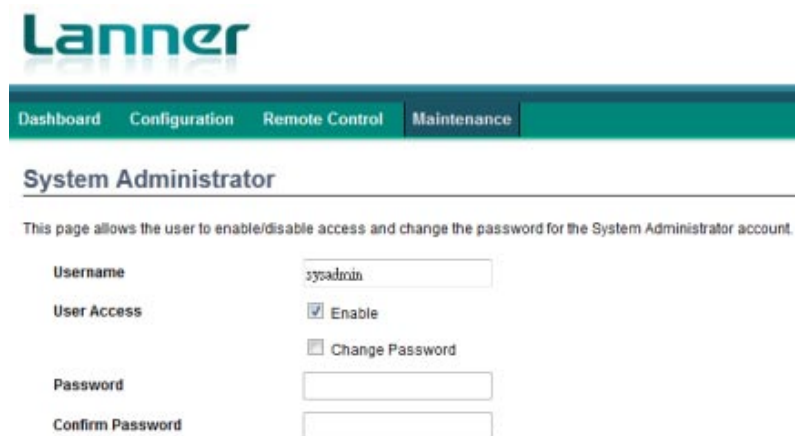 Lanner
Dashboard Configuration Remote Control Maintenance
System Administrator
This page allows the user to enable/disable access and change the password for the System Administrator account.
Username sysadmin
User Access Enable
Change Password
Password
Confirm Password